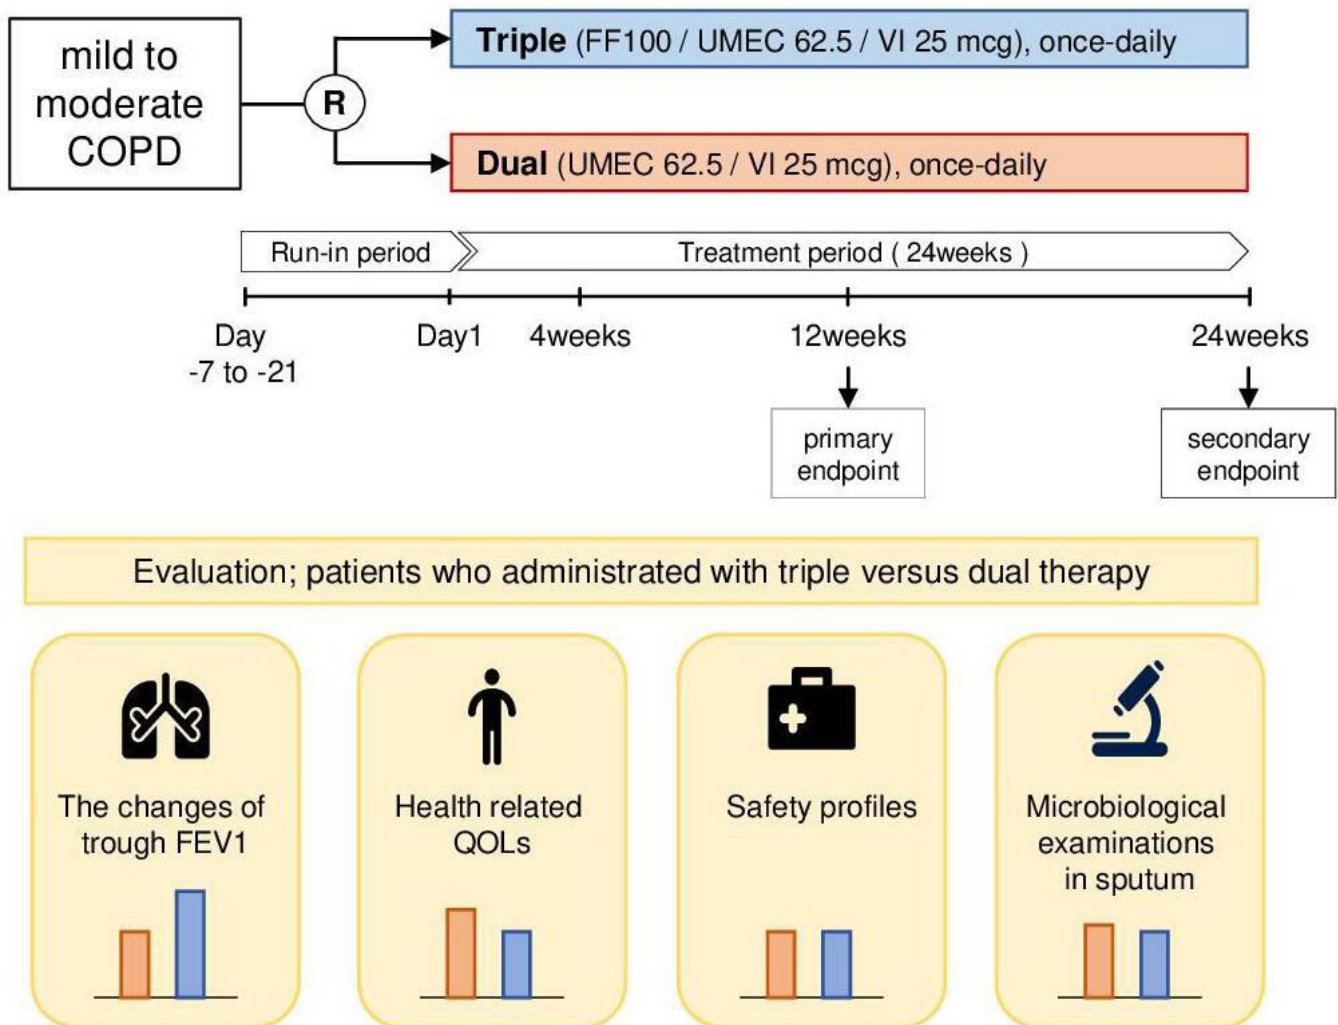 mild to
moderate
COPD
R
Triple (FF100 / UMEC 62.5 / VI 25 mcg), once-daily
Dual (UMEC 62.5 / VI 25 mcg), once-daily
Run-in period
Treatment period ( 24weeks )
Day
-7 to -21
Day1
4weeks
12weeks
24weeks
primary
endpoint
secondary
endpoint
Evaluation; patients who administrated with triple versus dual therapy
The changes of
trough FEV1
Health related
QOLs
Safety profiles
Microbiological
examinations
in sputum